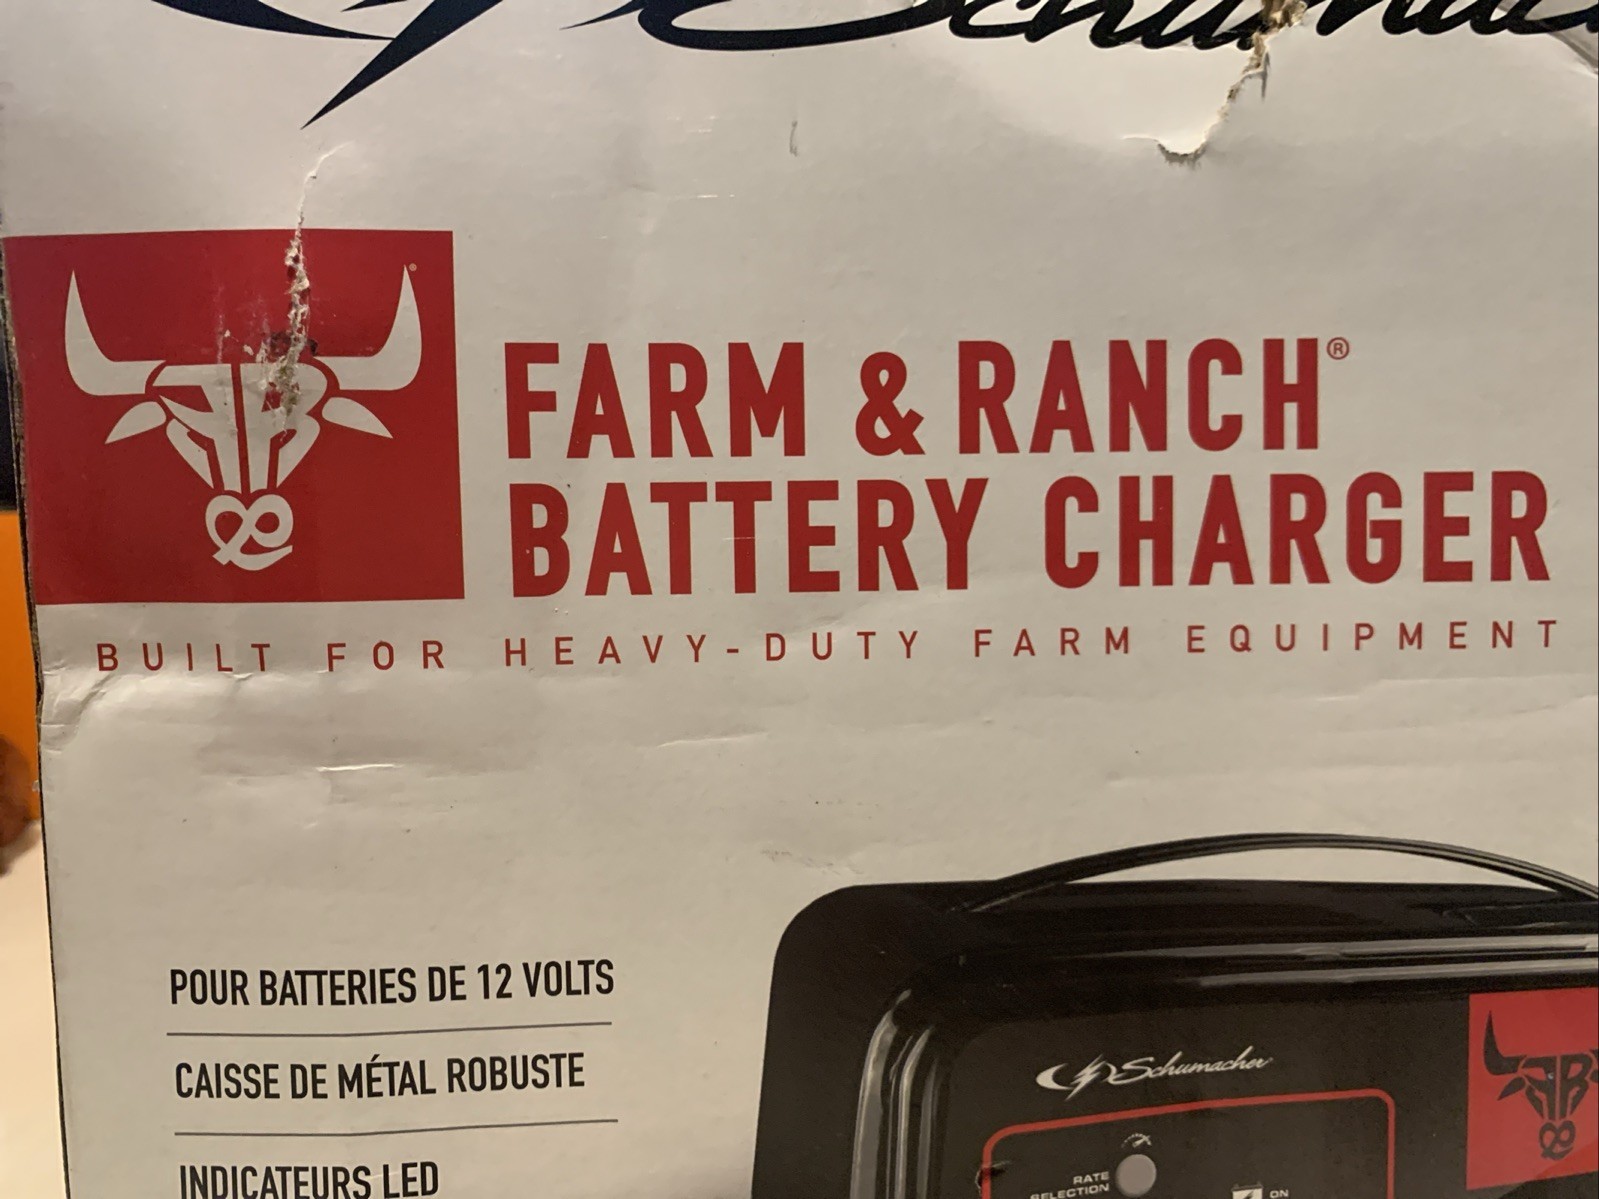 Schumacher
FARM & RANCH®
BATTERY CHARGER
BUILT FOR HEAVY-DUTY FARM EQUIPMENT
POUR BATTERIES DE 12 VOLTS
CAISSE DE MÉTAL ROBUSTE
INDICATEURS LED
Schumacher
RATE
SELECTION
ON